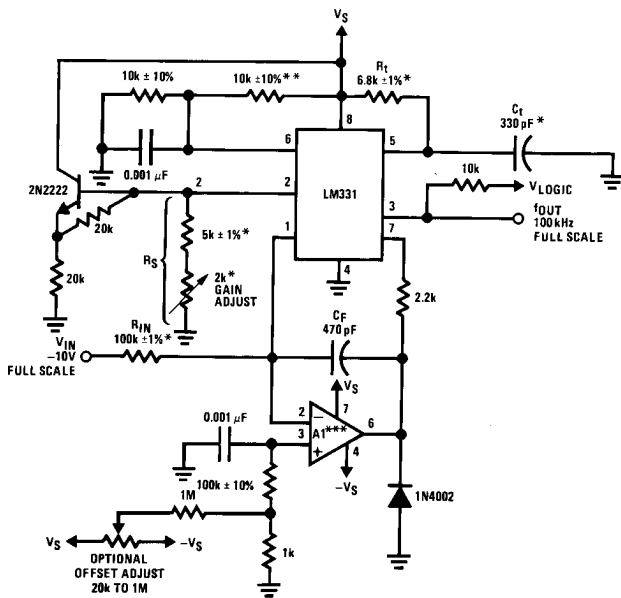 VS
10k ± 10%
10k ±10%**
Rt
6.8k ±1%*
Ct
330 pF*
8
6
5
0.001 µF
2N2222
LM331
2
2
10k
VLOGIC
3
fOUT
100 kHz
FULL SCALE
20k
5k ±1%*
1
7
RS
2k*
GAIN
ADJUST
4
20k
2.2k
VIN
−10V
FULL SCALE
RIN
100k ±1%*
CF
470 pF
VS
7
0.001 µF
2
3
A1***
−
+
6
4
−VS
100k ±10%
1N4002
1M
VS
−VS
1k
OPTIONAL
OFFSET ADJUST
20k TO 1M